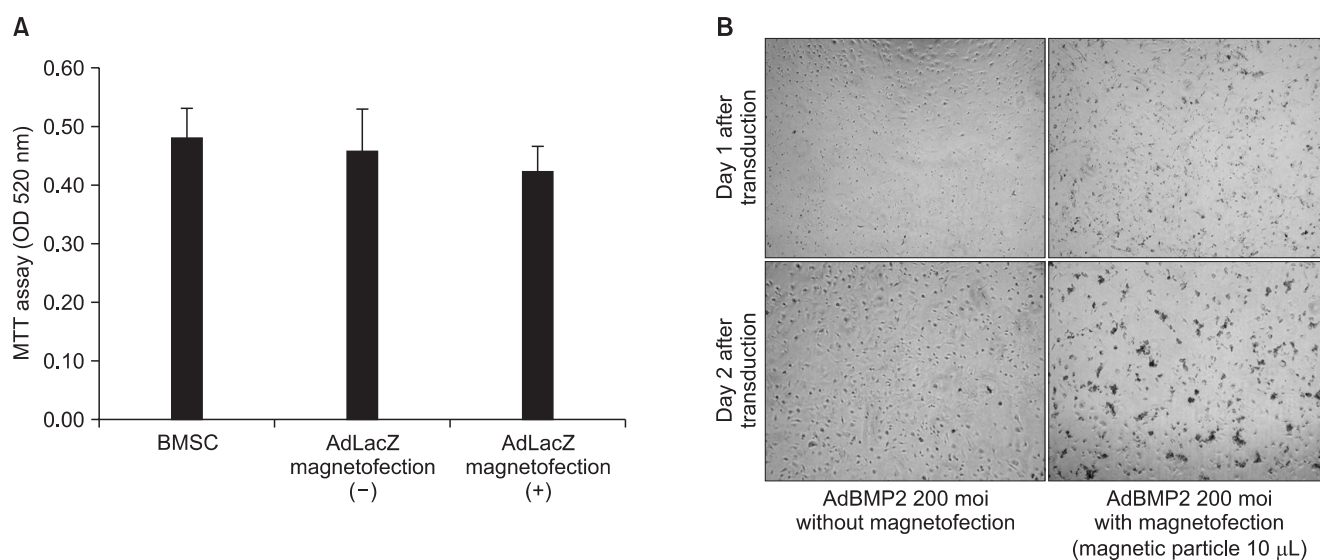 A
MTT assay (OD 520 nm)
0.60
0.50
0.40
0.30
0.20
0.10
0.00
BMSC
AdLacZ
magnetofection
(−)
AdLacZ
magnetofection
(+)
B
Day 1 after
transduction
Day 2 after
transduction
AdBMP2 200 moi
without magnetofection
AdBMP2 200 moi
with magnetofection
(magnetic particle 10 μL)